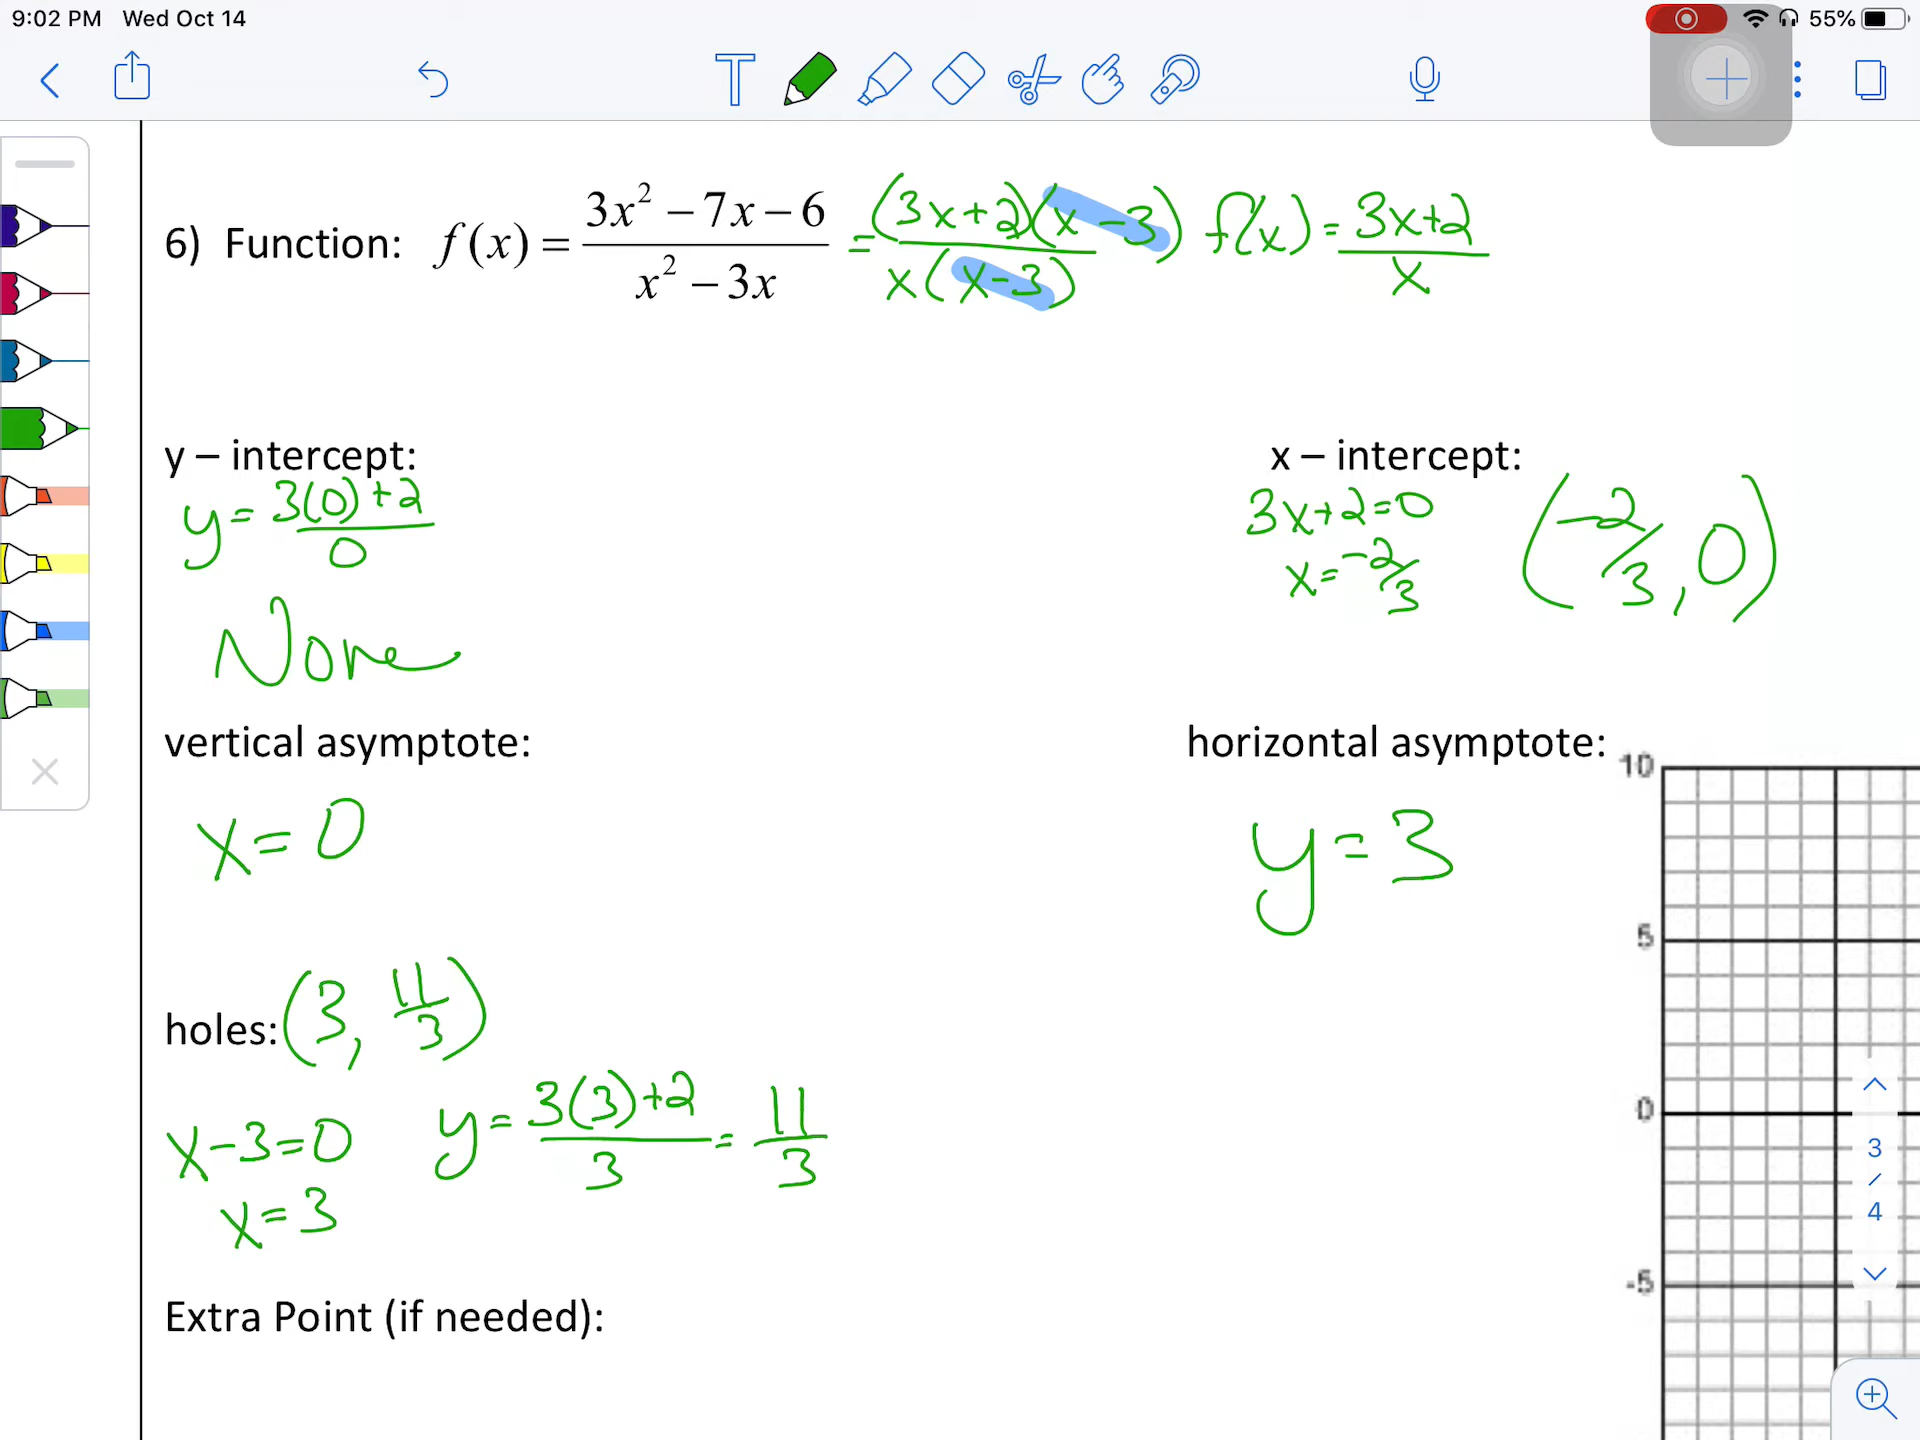 9:02 PM Wed Oct 14
55%
6) Function: f(x) = (3x² − 7x − 6)/(x² − 3x) = (3x+2)(x−3)/x(x−3) f(x) = (3x+2)/x
y – intercept:
y = (3(0)+2)/0
None
x – intercept:
3x+2=0
x = -2/3
(-2/3, 0)
vertical asymptote:
x = 0
horizontal asymptote:
y = 3
holes: (3, 11/3)
x-3=0
x=3
y = (3(3)+2)/3 = 11/3
Extra Point (if needed):
10
5
0
-5
3
/
4